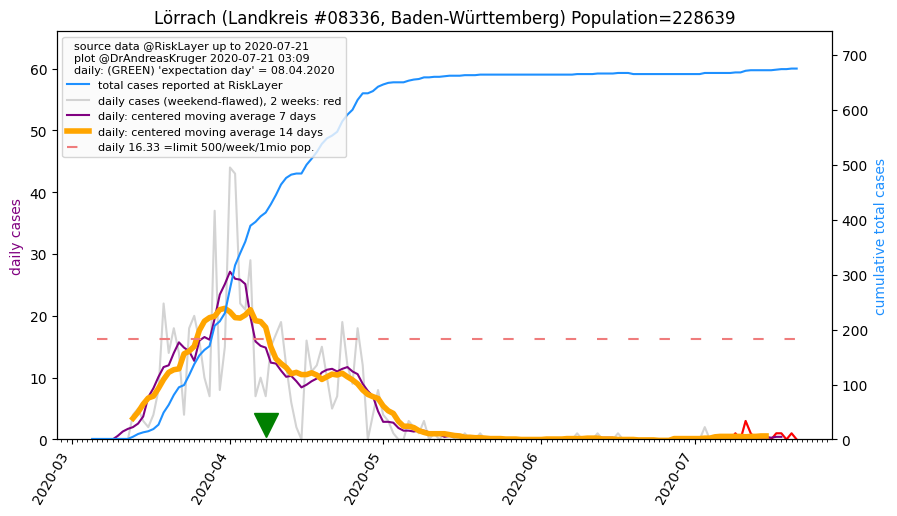 Lörrach (Landkreis #08336, Baden-Württemberg) Population=228639
source data @RiskLayer up to 2020-07-21
plot @DrAndreasKruger 2020-07-21 03:09
daily: (GREEN) 'expectation day' = 08.04.2020
total cases reported at RiskLayer
daily cases (weekend-flawed), 2 weeks: red
daily: centered moving average 7 days
daily: centered moving average 14 days
daily 16.33 =limit 500/week/1mio pop.
daily cases
60
50
40
30
20
10
0
700
600
500
400
300
200
100
0
cumulative total cases
2020-03
2020-04
2020-05
2020-06
2020-07